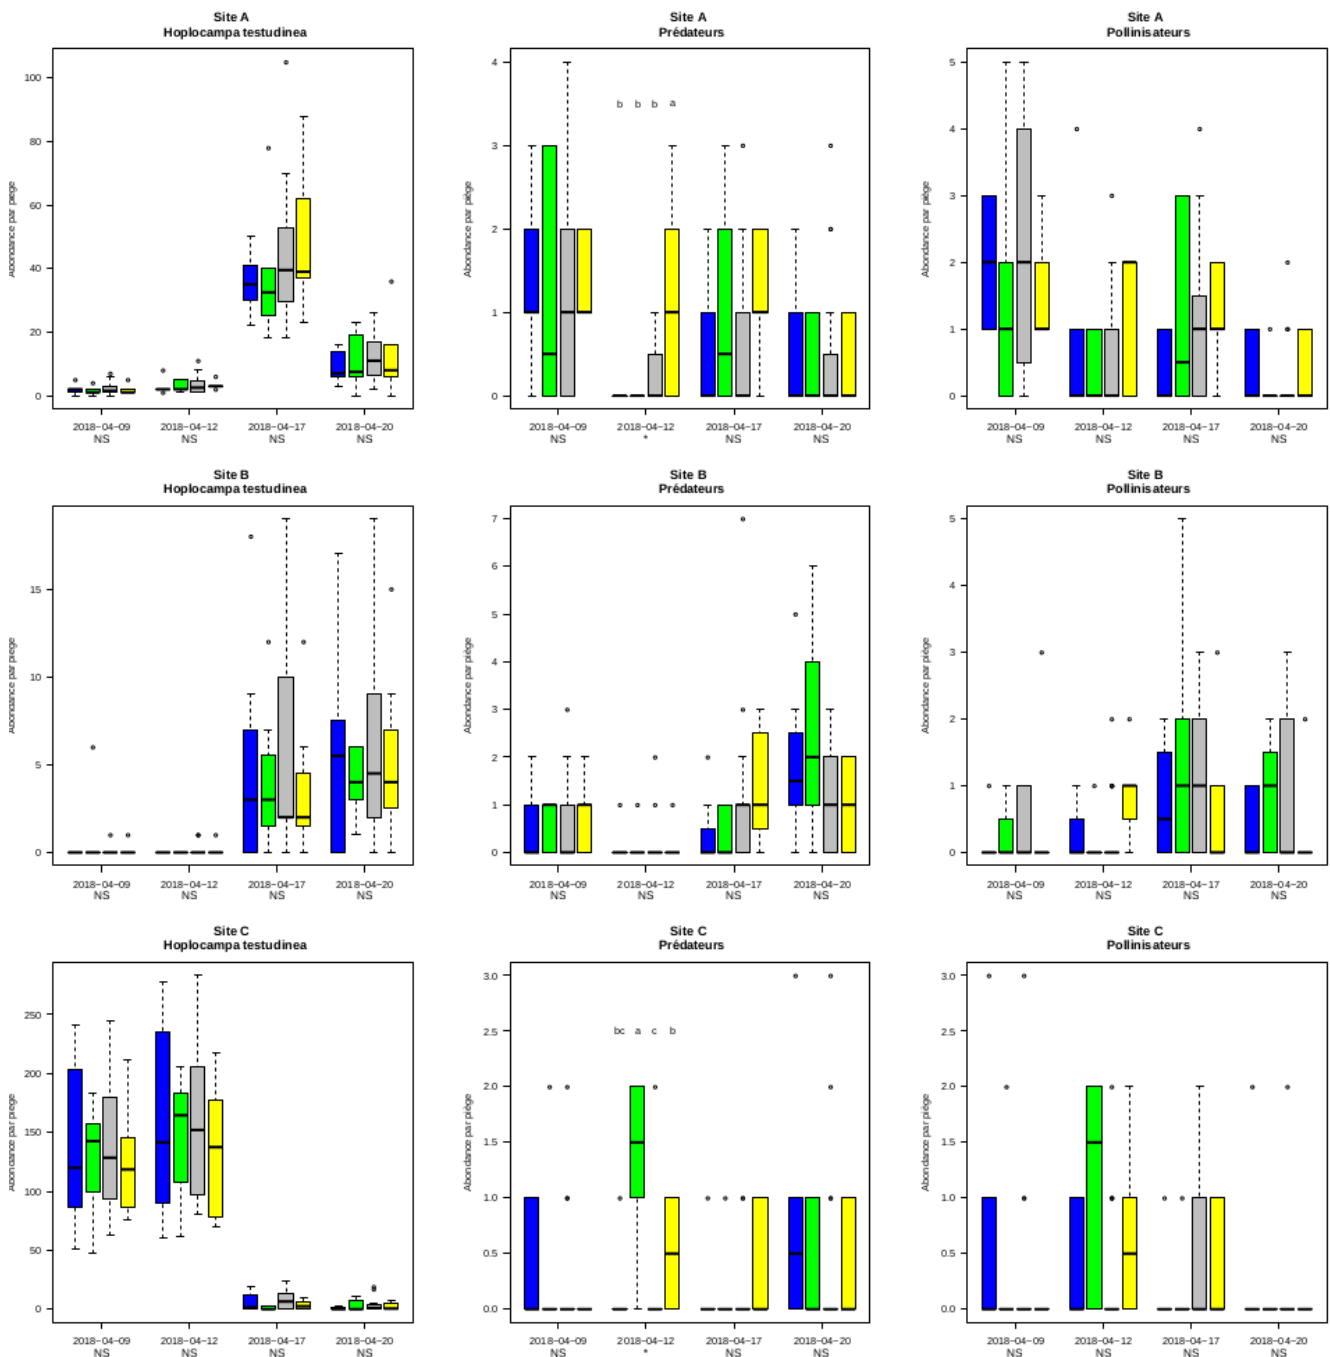 Site A
Hoplocampa testudinea
Abondance par piège
100
80
60
40
20
0
2018-04-09
NS
2018-04-12
NS
2018-04-17
NS
2018-04-20
NS
Site A
Prédateurs
Abondance par piège
4
3
2
1
0
b b b a
2018-04-09
NS
2018-04-12
*
2018-04-17
NS
2018-04-20
NS
Site A
Pollinisateurs
Abondance par piège
5
4
3
2
1
0
2018-04-09
NS
2018-04-12
NS
2018-04-17
NS
2018-04-20
NS
Site B
Hoplocampa testudinea
Abondance par piège
15
10
5
0
2018-04-09
NS
2018-04-12
NS
2018-04-17
NS
2018-04-20
NS
Site B
Prédateurs
Abondance par piège
7
6
5
4
3
2
1
0
2018-04-09
NS
2018-04-12
NS
2018-04-17
NS
2018-04-20
NS
Site B
Pollinisateurs
Abondance par piège
5
4
3
2
1
0
2018-04-09
NS
2018-04-12
NS
2018-04-17
NS
2018-04-20
NS
Site C
Hoplocampa testudinea
Abondance par piège
250
200
150
100
50
0
2018-04-09
NS
2018-04-12
NS
2018-04-17
NS
2018-04-20
NS
Site C
Prédateurs
Abondance par piège
3.0
2.5
2.0
1.5
1.0
0.5
0.0
bc a c b
2018-04-09
NS
2018-04-12
*
2018-04-17
NS
2018-04-20
NS
Site C
Pollinisateurs
Abondance par piège
3.0
2.5
2.0
1.5
1.0
0.5
0.0
2018-04-09
NS
2018-04-12
NS
2018-04-17
NS
2018-04-20
NS